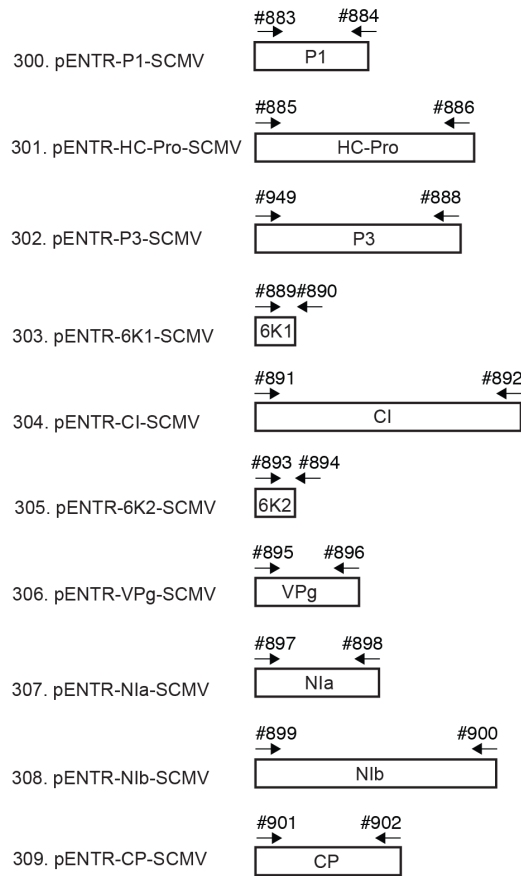 #883 #884
300. pENTR-P1-SCMV P1
#885 #886
301. pENTR-HC-Pro-SCMV HC-Pro
#949 #888
302. pENTR-P3-SCMV P3
#889 #890
303. pENTR-6K1-SCMV 6K1
#891 #892
304. pENTR-CI-SCMV CI
#893 #894
305. pENTR-6K2-SCMV 6K2
#895 #896
306. pENTR-VPg-SCMV VPg
#897 #898
307. pENTR-NIa-SCMV NIa
#899 #900
308. pENTR-NIb-SCMV NIb
#901 #902
309. pENTR-CP-SCMV CP